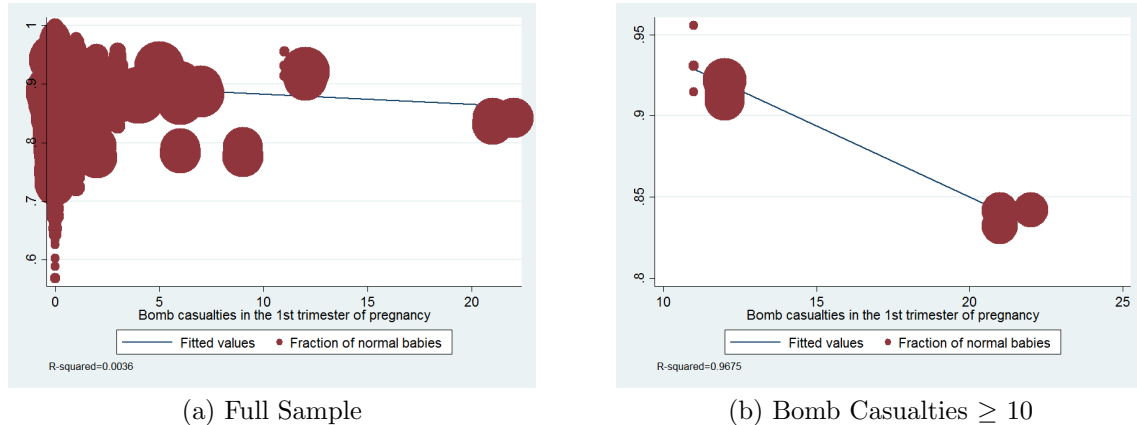 1
.9
.8
.7
.6
0 5 10 15 20
Bomb casualties in the 1st trimester of pregnancy
Fitted values Fraction of normal babies
R-squared=0.0036
(a) Full Sample
.95
.9
.85
.8
10 15 20 25
Bomb casualties in the 1st trimester of pregnancy
Fitted values Fraction of normal babies
R-squared=0.9675
(b) Bomb Casualties ≥ 10